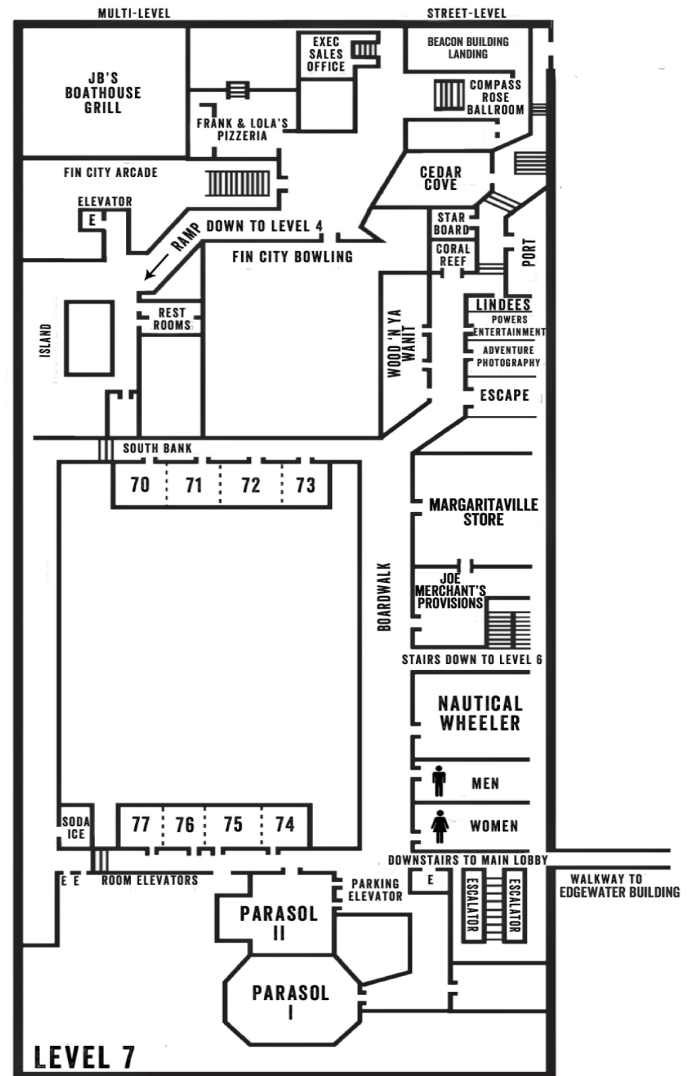 MULTI-LEVEL
STREET-LEVEL
JB'S
BOATHOUSE
GRILL
EXEC
SALES
OFFICE
BEACON BUILDING
LANDING
COMPASS
ROSE
BALLROOM
FRANK & LOLA'S
PIZZERIA
FIN CITY ARCADE
CEDAR
COVE
ELEVATOR
E
RAMP
DOWN TO LEVEL 4
FIN CITY BOWLING
STAR
BOARD
CORAL
REEF
PORT
ISLAND
REST
ROOMS
WOOD 'N YA
WANIT
LINDEES
POWERS
ENTERTAINMENT
ADVENTURE
PHOTOGRAPHY
ESCAPE
SOUTH BANK
70
71
72
73
MARGARITAVILLE
STORE
BOARDWALK
JOE
MERCHANT'S
PROVISIONS
STAIRS DOWN TO LEVEL 6
NAUTICAL
WHEELER
MEN
WOMEN
SODA
ICE
77
76
75
74
DOWNSTAIRS TO MAIN LOBBY
E E
ROOM ELEVATORS
PARKING
ELEVATOR
E
ESCALATOR
ESCALATOR
WALKWAY TO
EDGEWATER BUILDING
PARASOL
II
PARASOL
I
LEVEL 7